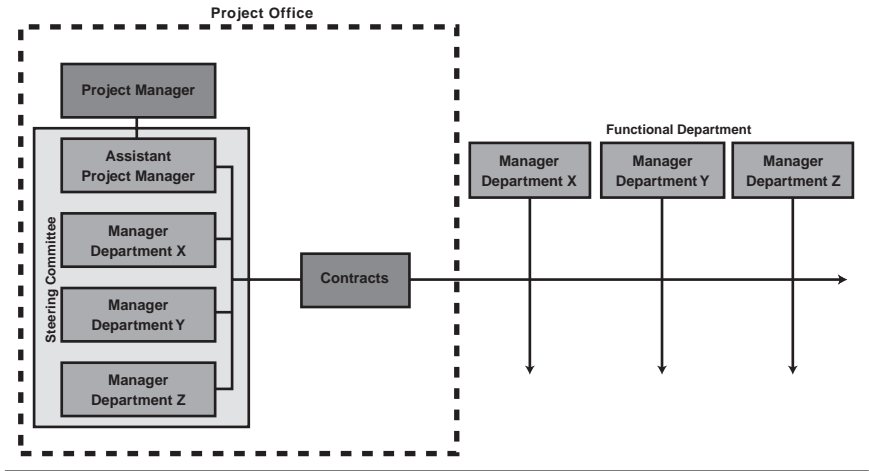 Project Office
Project Manager
Assistant
Project Manager
Steering Committee
Manager
Department X
Manager
Department Y
Manager
Department Z
Contracts
Functional Department
Manager
Department X
Manager
Department Y
Manager
Department Z